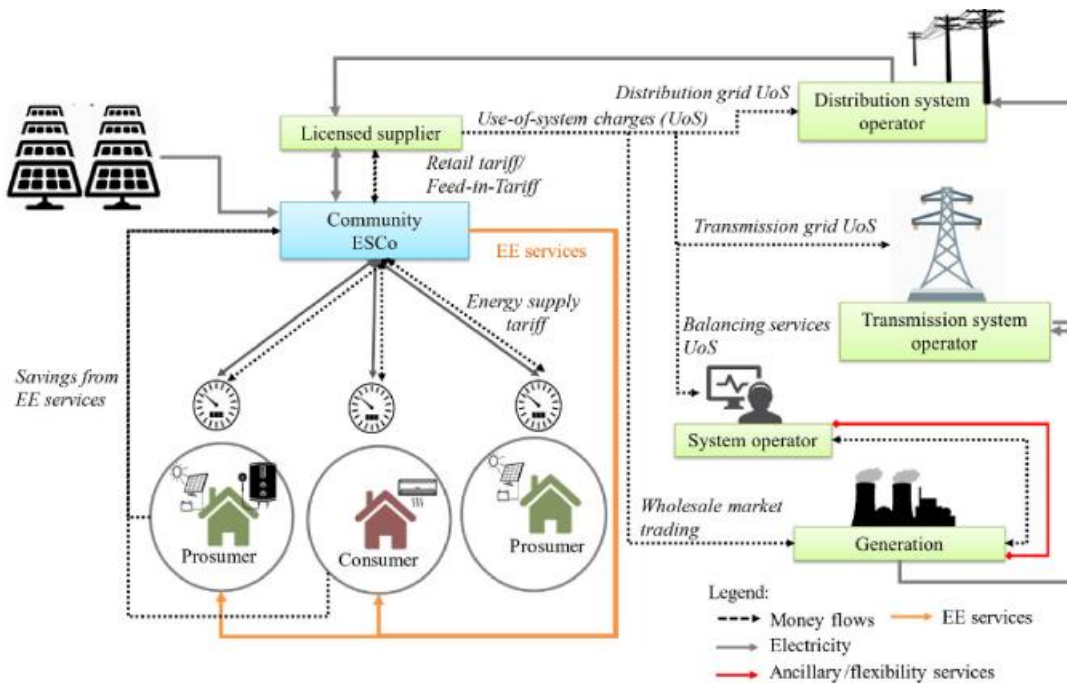 Distribution grid UoS
Distribution system
operator
Licensed supplier
Use-of-system charges (UoS)
Retail tariff/
Feed-in-Tariff
Community
ESCo
EE services
Transmission grid UoS
Energy supply
tariff
Balancing services
UoS
Transmission system
operator
Savings from
EE services
System operator
Prosumer
Consumer
Prosumer
Wholesale market
trading
Generation
Legend:
Money flows
EE services
Electricity
Ancillary/flexibility services